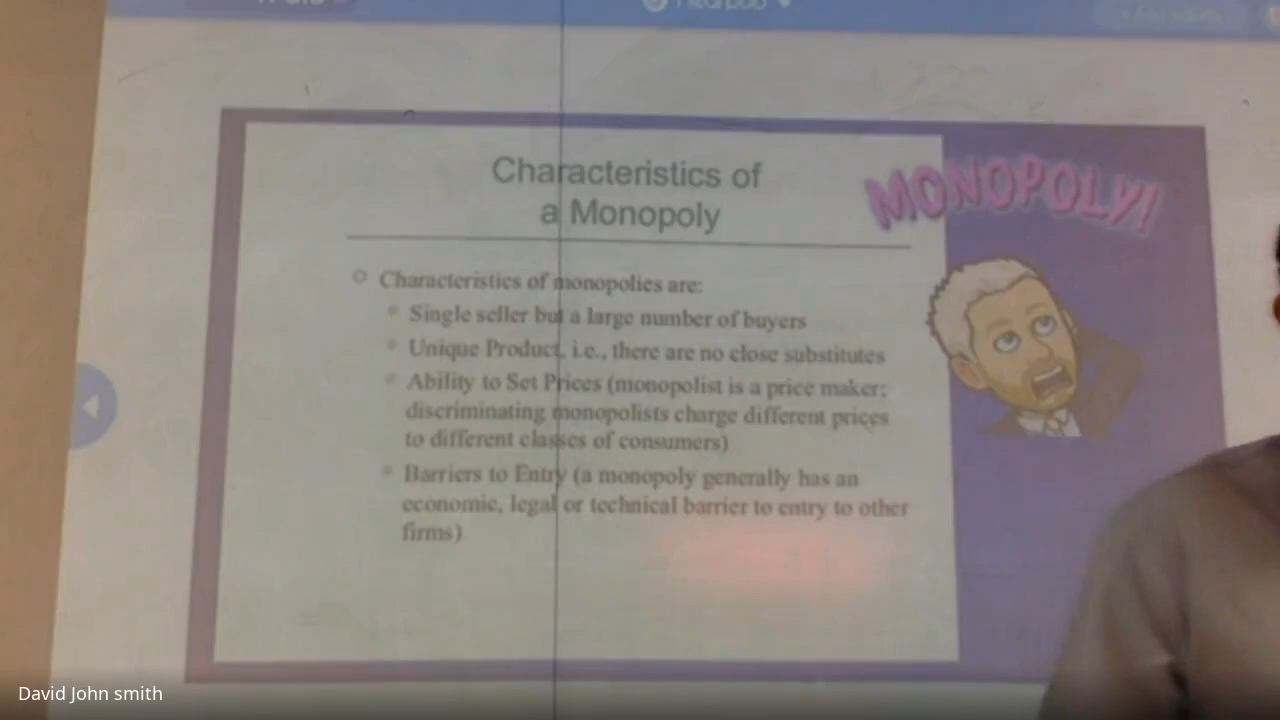 Characteristics of
a Monopoly
MONOPOLY!
Characteristics of monopolies are:
Single seller but a large number of buyers
Unique Product, i.e., there are no close substitutes
Ability to Set Prices (monopolist is a price maker;
discriminating monopolists charge different prices
to different classes of consumers)
Barriers to Entry (a monopoly generally has an
economic, legal or technical barrier to entry to other
firms)
David John smith